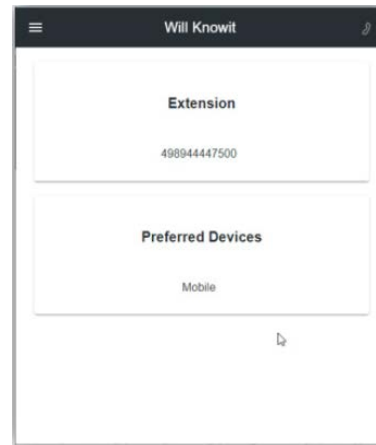 Will Knowit
Extension
498944447500
Preferred Devices
Mobile